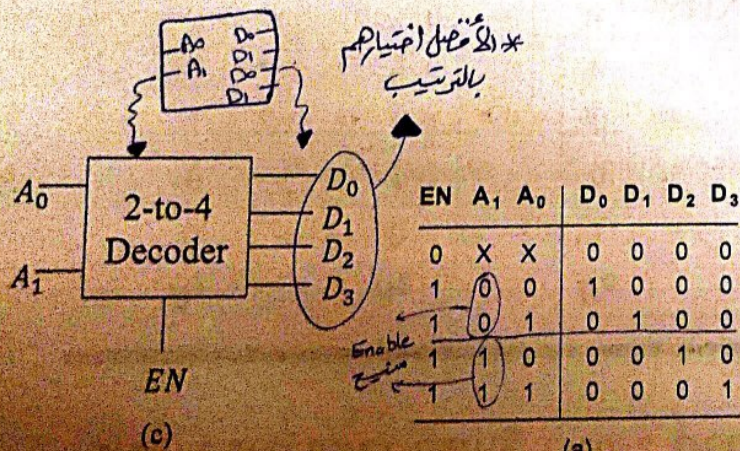 A0 D0
A1 D1
D0
D1
* الأفضل اختيارهم
بالترتيب
A0
A1
2-to-4
Decoder
D0
D1
D2
D3
EN
(c)
EN A1 A0 D0 D1 D2 D3
0 X X 0 0 0 0
1 0 0 1 0 0 0
1 0 1 0 1 0 0
1 1 0 0 0 1 0
1 1 1 0 0 0 1
Enable
(a)